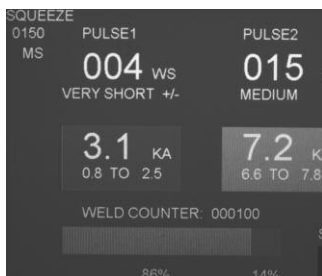 SQUEEZE
0150
MS
PULSE1
004 WS
VERY SHORT +/-
3.1 KA
0.8 TO 2.5
PULSE2
015
MEDIUM
7.2 K
6.6 TO 7.8
WELD COUNTER: 000100
86% 14%